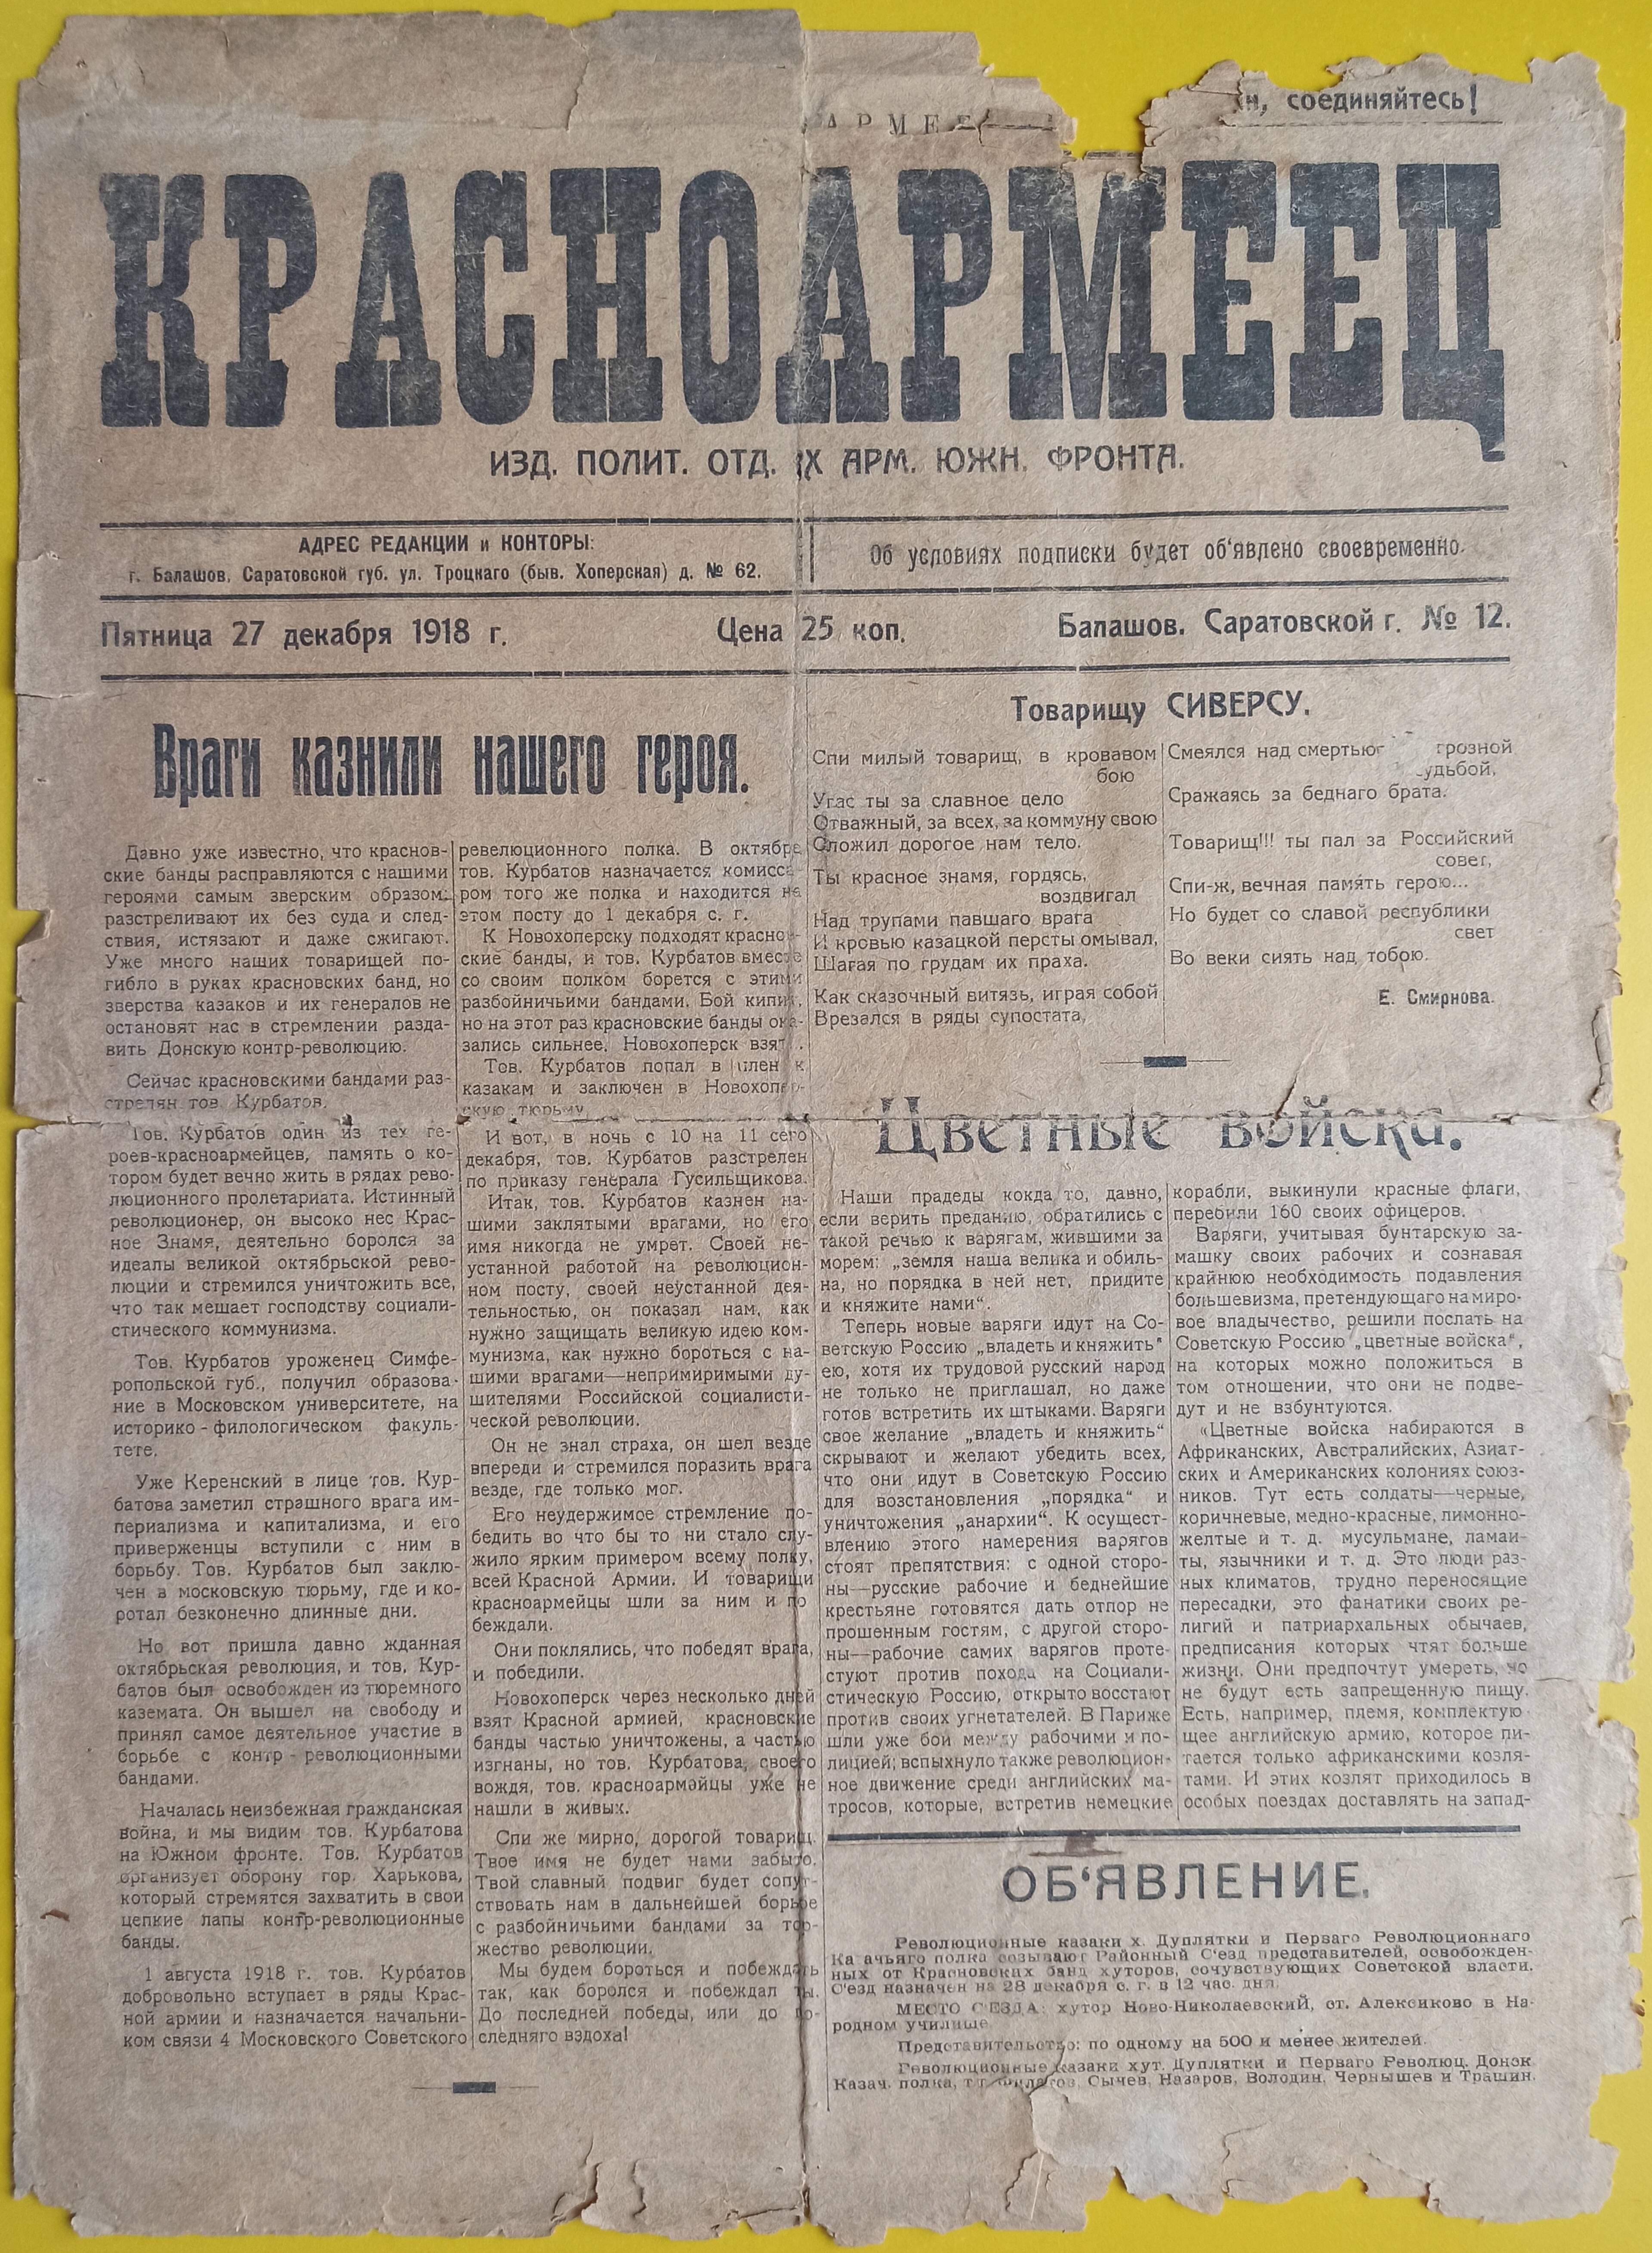 соединяйтесь!
КРАСНОАРМЕЕЦ
ИЗД. ПОЛИТ. ОТД. IX АРМ. ЮЖН. ФРОНТА.
АДРЕС РЕДАКЦИИ и КОНТОРЫ:
г. Балашов, Саратовской губ. ул. Троцкаго (быв. Хоперская) д. № 62.
Об условиях подписки будет об'явлено своевременно.
Пятница 27 декабря 1918 г.
Цена 25 коп.
Балашов. Саратовской г. № 12.
Враги казнили нашего героя.
Давно уже известно, что краснов-
ские банды расправляются с нашими
героями самым зверским образом:
разстреливают их без суда и след-
ствия, истязают и даже сжигают.
Уже много наших товарищей по-
гибло в руках красновских банд, но
зверства казаков и их генералов не
остановят нас в стремлении разда-
вить Донскую контр-революцию.
Сейчас красновскими бандами раз-
стрелян тов. Курбатов.
Тов. Курбатов один из тех ге-
роев-красноармейцев, память о ко-
тором будет вечно жить в рядах рево-
люционного пролетариата. Истинный
революционер, он высоко нес Крас-
ное Знамя, деятельно боролся за
идеалы великой октябрьской рево-
люции и стремился уничтожить все,
что так мешает господству социали-
стического коммунизма.
Тов. Курбатов уроженец Симфе-
ропольской губ., получил образова-
ние в Московском университете, на
историко-филологическом факуль-
тете.
Уже Керенский в лице тов. Кур-
батова заметил страшного врага им-
периализма и капитализма, и его
приверженцы вступили с ним в
борьбу. Тов. Курбатов был заклю-
чен в московскую тюрьму, где и ко-
ротал безконечно длинные дни.
Но вот пришла давно жданная
октябрьская революция, и тов. Кур-
батов был освобожден из тюремного
каземата. Он вышел на свободу и
принял самое деятельное участие в
борьбе с контр-революционными
бандами.
Началась неизбежная гражданская
война, и мы видим тов. Курбатова
на Южном фронте. Тов. Курбатов
организует оборону гор. Харькова,
который стремятся захватить в свои
цепкие лапы контр-революционные
банды.
1 августа 1918 г. тов. Курбатов
добровольно вступает в ряды Крас-
ной армии и назначается начальни-
ком связи 4 Московского Советского
ревелюционного полка. В октябре
тов. Курбатов назначается комисса-
ром того же полка и находится на
этом посту до 1 декабря с. г.
К Новохоперску подходят краснов-
ские банды, и тов. Курбатов вместе
со своим полком борется с этими
разбойничьими бандами. Бой кипит,
но на этот раз красновские банды ока-
зались сильнее. Новохоперск взят.
Тов. Курбатов попал в плен к
казакам и заключен в Новохопер-
скую тюрьму
И вот, в ночь с 10 на 11 сего
декабря, тов. Курбатов разстрелен
по приказу генерала Гусильщикова.
Итак, тов. Курбатов казнен на-
шими заклятыми врагами, но его
имя никогда не умрет. Своей не-
устанной работой на революцион-
ном посту, своей неустанной дея-
тельностью, он показал нам, как
нужно защищать великую идею ком-
мунизма, как нужно бороться с на-
шими врагами—непримиримыми ду-
шителями Российской социалисти-
ческой революции.
Он не знал страха, он шел везде
впереди и стремился поразить врага
везде, где только мог.
Его неудержимое стремление по-
бедить во что бы то ни стало слу-
жило ярким примером всему полку,
всей Красной Армии. И товарищи
красноармейцы шли за ним и по
беждали.
Они поклялись, что победят врага,
и победили.
Новохоперск через несколько дней
взят Красной армией, красновские
банды частью уничтожены, а частью
изгнаны, но тов. Курбатова, своего
вождя, тов. красноармейцы уже не
нашли в живых.
Спи же мирно, дорогой товарищ.
Твое имя не будет нами забыто.
Твой славный подвиг будет сопут-
ствовать нам в дальнейшей борьбе
с разбойничьими бандами за тор-
жество революции.
Мы будем бороться и побеждать
так, как боролся и побеждал ты.
До последней победы, или до по-
следняго вздоха!
Товарищу СИВЕРСУ.
Спи милый товарищ, в кровавом
бою
Угас ты за славное дело
Отважный, за всех, за коммуну свою
Сложил дорогое нам тело.
Ты красное знамя, гордясь,
воздвигал
Над трупами павшаго врага
И кровью казацкой персты омывал,
Шагая по грудам их праха.
Как сказочный витязь, играя собой
Врезался в ряды супостата,
Смеялся над смертью грозной
судьбой,
Сражаясь за беднаго брата.
Товарищ!!! ты пал за Российский
совет,
Спи-ж, вечная память герою...
Но будет со славой республики
свет
Во веки сиять над тобою.
Е. Смирнова.
Цветные войска.
Наши прадеды кокда то, давно,
если верить преданию, обратились с
такой речью к варягам, жившими за
морем: „земля наша велика и обиль-
на, но порядка в ней нет, придите
и княжите нами“.
Теперь новые варяги идут на Со-
ветскую Россию „владеть и княжить“
ею, хотя их трудовой русский народ
не только не приглашал, но даже
готов встретить их штыками. Варяги
свое желание „владеть и княжить“
скрывают и желают убедить всех,
что они идут в Советскую Россию
для возстановления „порядка“ и
уничтожения „анархии“. К осущест-
влению этого намерения варягов
стоят препятствия: с одной сторо-
ны—русские рабочие и беднейшие
крестьяне готовятся дать отпор не
прошенным гостям, с другой сторо-
ны—рабочие самих варягов проте-
стуют против похода на Социали-
стическую Россию, открыто восстают
против своих угнетателей. В Париже
шли уже бой между рабочими и по-
лицией; вспыхнуло также революцион-
ное движение среди английских ма-
тросов, которые, встретив немецкие
корабли, выкинули красные флаги,
перебили 160 своих офицеров.
Варяги, учитывая бунтарскую за-
машку своих рабочих и сознавая
крайнюю необходимость подавления
большевизма, претендующаго на миро-
вое владычество, решили послать на
Советскую Россию „цветные войска“,
на которых можно положиться в
том отношении, что они не подве-
дут и не взбунтуются.
«Цветные войска набираются в
Африканских, Австралийских, Азиат-
ских и Американских колониях союз-
ников. Тут есть солдаты—черные,
коричневые, медно-красные, лимонно-
желтые и т. д. мусульмане, ламаи-
ты, язычники и т. д. Это люди раз-
ных климатов, трудно переносящие
пересадки, это фанатики своих ре-
лигий и патриархальных обычаев,
предписания которых чтят больше
жизни. Они предпочтут умереть, но
не будут есть запрещенную пищу.
Есть, например, племя, комплектую-
щее английскую армию, которое пи-
тается только африканскими козля-
тами. И этих козлят приходилось в
особых поездах доставлять на запад-
ОБ'ЯВЛЕНИЕ.
Революционные казаки х. Дуплятки и Перваго Революционнаго
Ка ачьяго полка созывают Районный С'езд представителей, освобожден-
ных от Красновских банд хуторов, сочувствующих Советской власти.
С'езд назначен на 28 декабря с. г. в 12 час. дня.
МЕСТО С'ЕЗДА: хутор Ново-Николаевский, ст. Алексиково в На-
родном училище.
Представительство: по одному на 500 и менее жителей.
Революционные казаки хут. Дуплятки и Перваго Революц. Донск
Казач. полка, т.т. Филатов, Сычев, Назаров, Володин, Чернышев и Трашин.